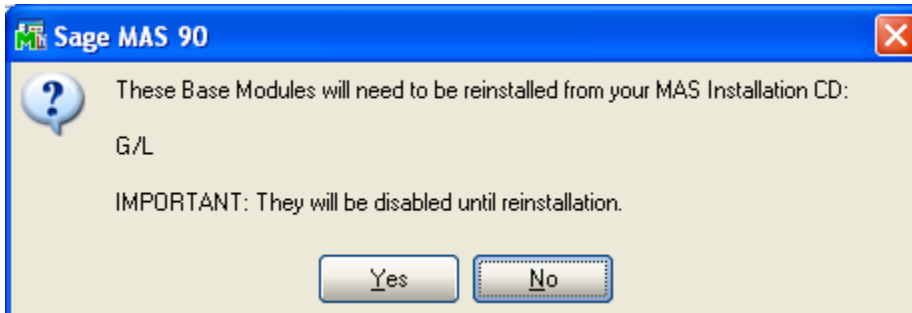 Sage MAS 90
These Base Modules will need to be reinstalled from your MAS Installation CD:
G/L
IMPORTANT: They will be disabled until reinstallation.
Yes No